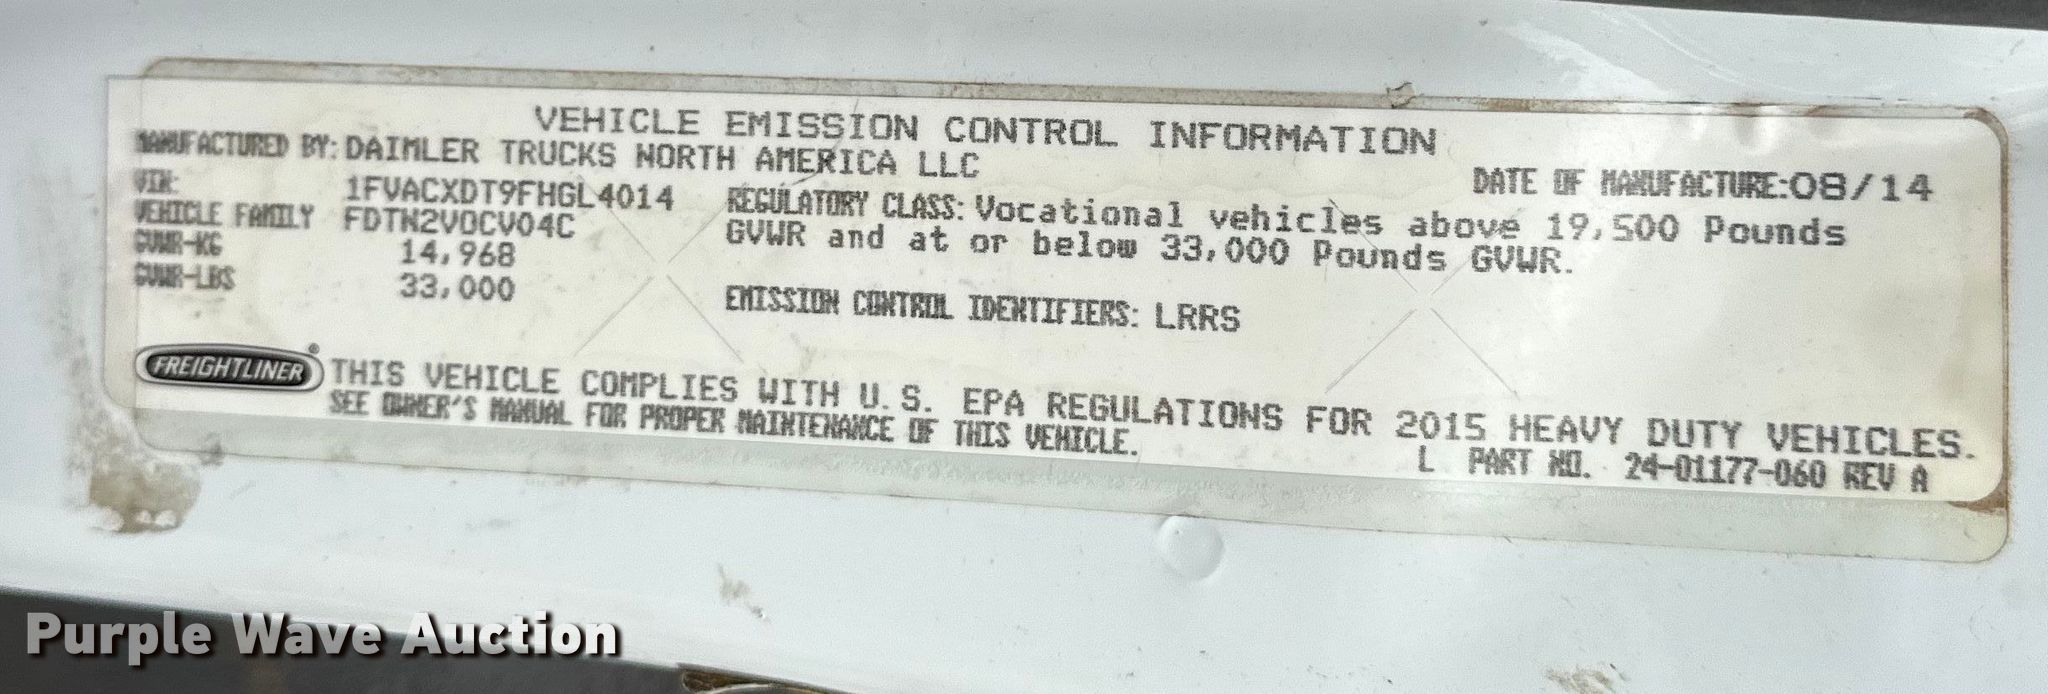 VEHICLE EMISSION CONTROL INFORMATION
MANUFACTURED BY: DAIMLER TRUCKS NORTH AMERICA LLC
DATE OF MANUFACTURE: 08/14
VIN: 1FVACXDT9FHGL4014
REGULATORY CLASS: Vocational vehicles above 19,500 Pounds
VEHICLE FAMILY FDTN2VOCV04C
GVWR and at or below 33,000 Pounds GVWR.
GVWR-KG 14,968
GVWR-LBS 33,000
EMISSION CONTROL IDENTIFIERS: LRRS
FREIGHTLINER® THIS VEHICLE COMPLIES WITH U.S. EPA REGULATIONS FOR 2015 HEAVY DUTY VEHICLES.
SEE OWNER'S MANUAL FOR PROPER MAINTENANCE OF THIS VEHICLE.
L PART NO. 24-01177-060 REV A
Purple Wave Auction